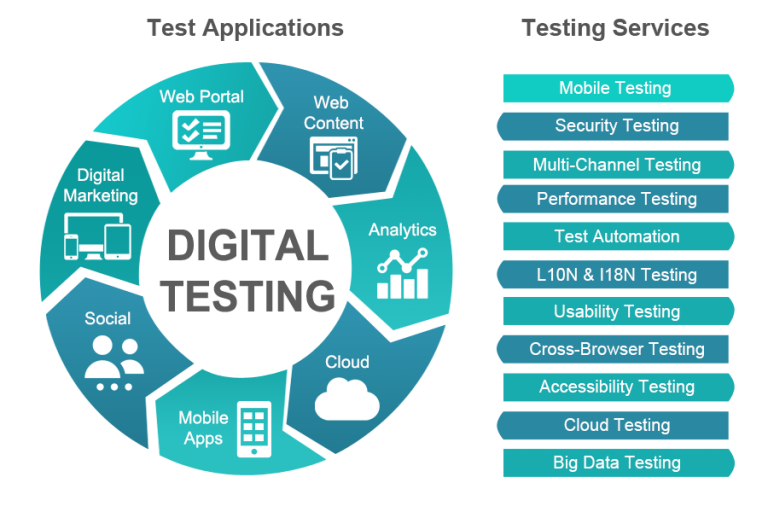 Test Applications
Testing Services
Web Portal
Web
Content
Analytics
Cloud
Mobile
Apps
Social
Digital
Marketing
DIGITAL
TESTING
Mobile Testing
Security Testing
Multi-Channel Testing
Performance Testing
Test Automation
L10N & I18N Testing
Usability Testing
Cross-Browser Testing
Accessibility Testing
Cloud Testing
Big Data Testing